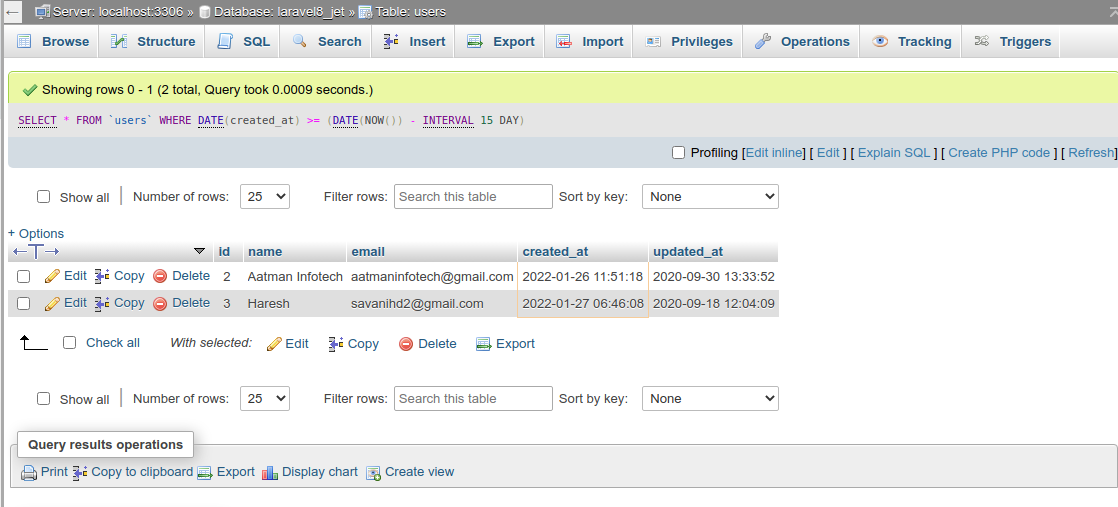 Server: localhost:3306 » Database: laravel8_jet » Table: users
Browse Structure SQL Search Insert Export Import Privileges Operations Tracking Triggers
Showing rows 0 - 1 (2 total, Query took 0.0009 seconds.)
SELECT * FROM `users` WHERE DATE(created_at) >= (DATE(NOW()) - INTERVAL 15 DAY)
Profiling [Edit inline] [ Edit ] [ Explain SQL ] [ Create PHP code ] [ Refresh]
Show all Number of rows: 25 Filter rows: Search this table Sort by key: None
+ Options
id name email created_at updated_at
Edit Copy Delete 2 Aatman Infotech aatmaninfotech@gmail.com 2022-01-26 11:51:18 2020-09-30 13:33:52
Edit Copy Delete 3 Haresh savanihd2@gmail.com 2022-01-27 06:46:08 2020-09-18 12:04:09
Check all With selected: Edit Copy Delete Export
Show all Number of rows: 25 Filter rows: Search this table Sort by key: None
Query results operations
Print Copy to clipboard Export Display chart Create view